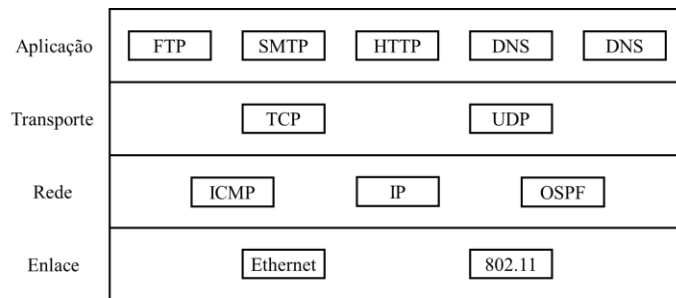 Aplicação FTP SMTP HTTP DNS DNS
Transporte TCP UDP
Rede ICMP IP OSPF
Enlace Ethernet 802.11